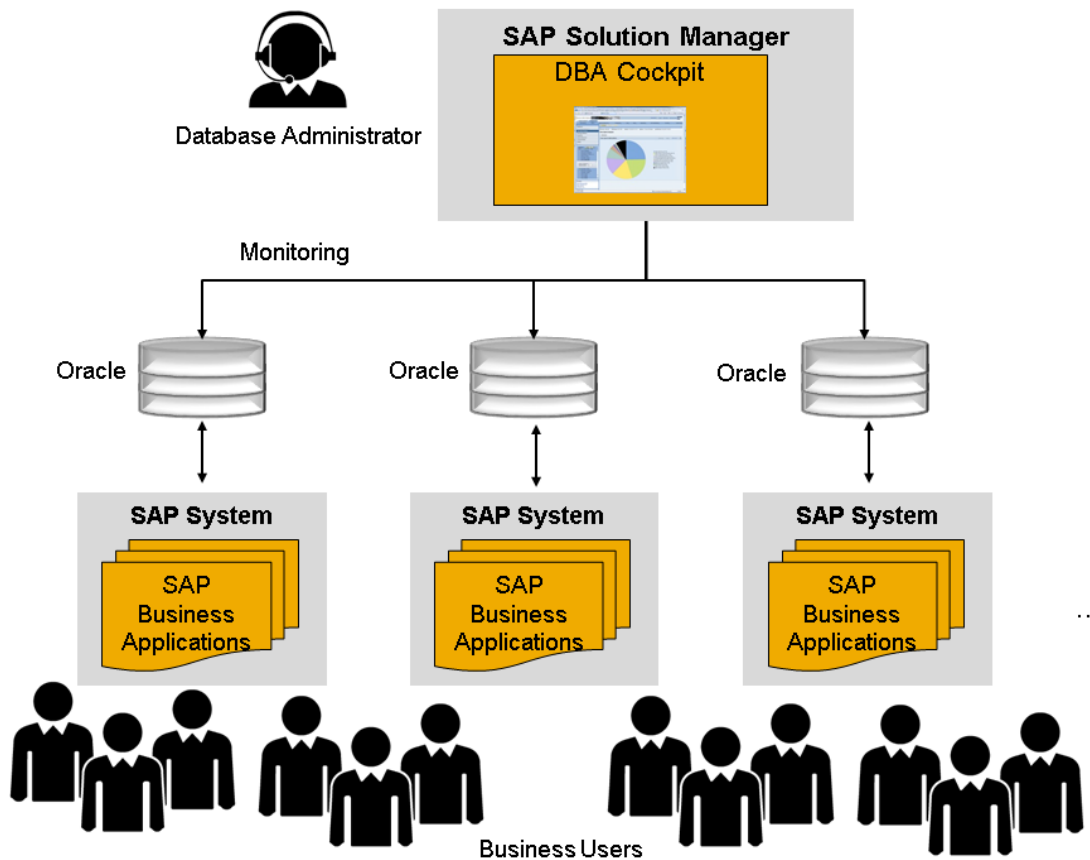 SAP Solution Manager
DBA Cockpit
Database Administrator
Monitoring
Oracle
Oracle
Oracle
SAP System
SAP
Business
Applications
SAP System
SAP
Business
Applications
SAP System
SAP
Business
Applications
..
Business Users